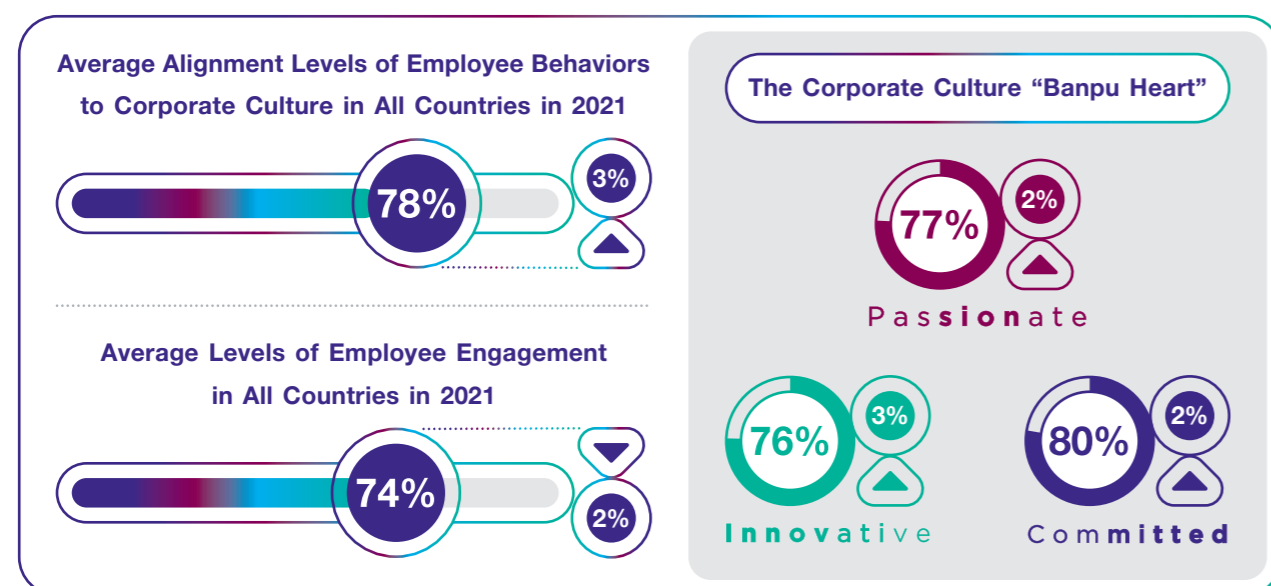 Average Alignment Levels of Employee Behaviors
to Corporate Culture in All Countries in 2021
78%
3%
Average Levels of Employee Engagement
in All Countries in 2021
74%
2%
The Corporate Culture “Banpu Heart”
77%
2%
Passionate
76%
3%
Innovative
80%
2%
Committed